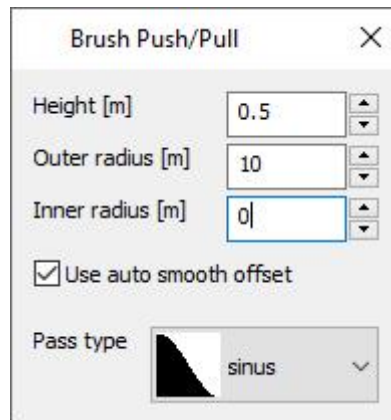 Brush Push/Pull
Height [m] 0.5
Outer radius [m] 10
Inner radius [m] 0
Use auto smooth offset
Pass type sinus